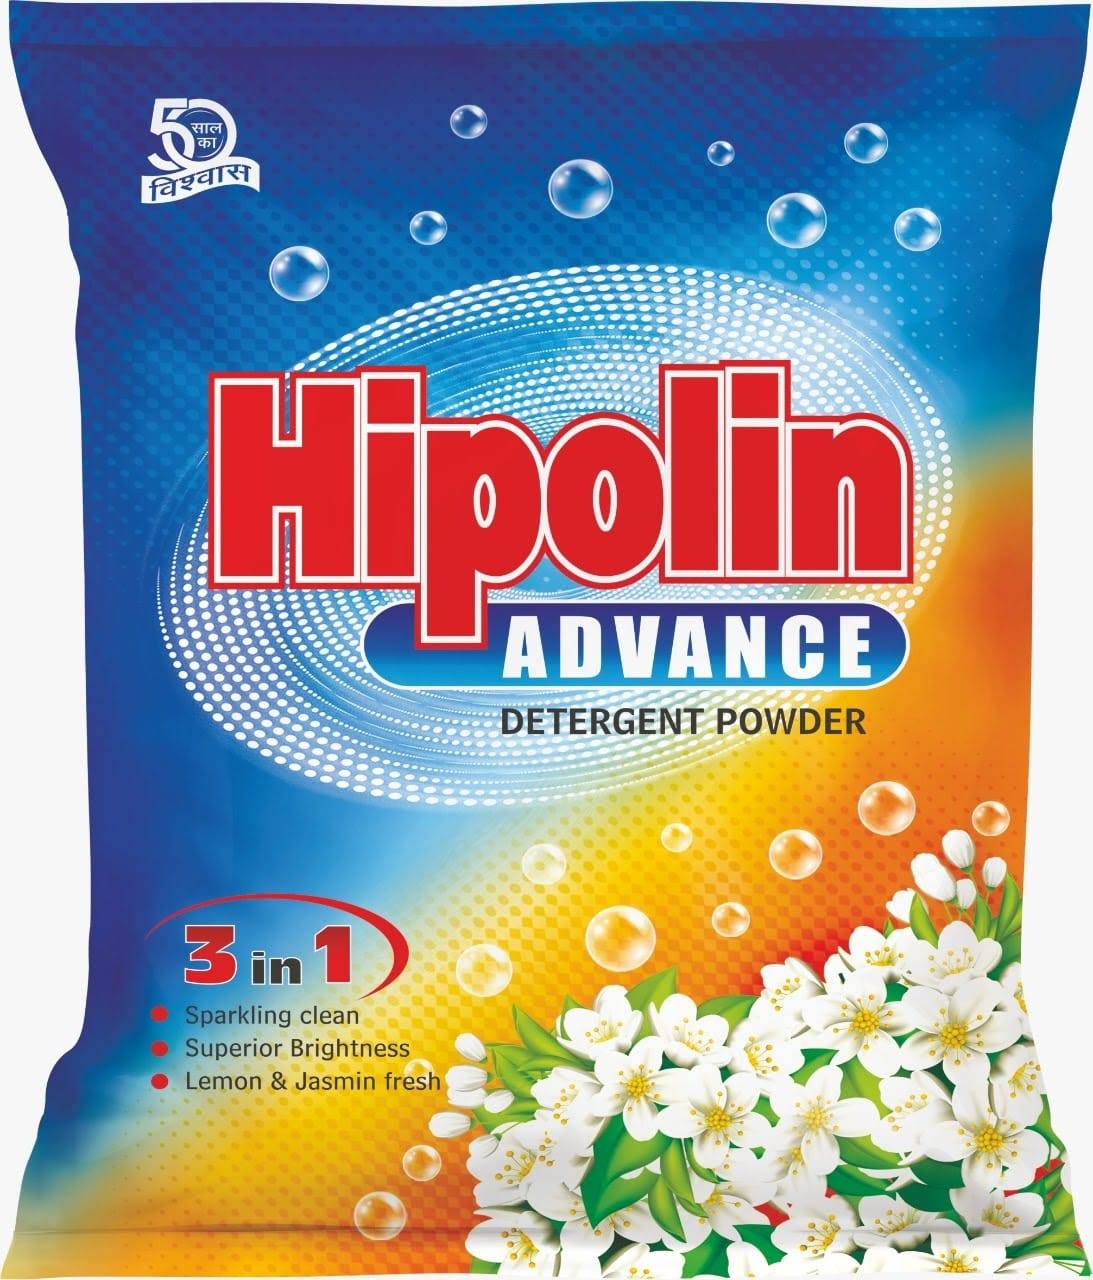 50 साल
का
विश्वास
Hipolin
ADVANCE
DETERGENT POWDER
3 in 1
Sparkling clean
Superior Brightness
Lemon & Jasmin fresh